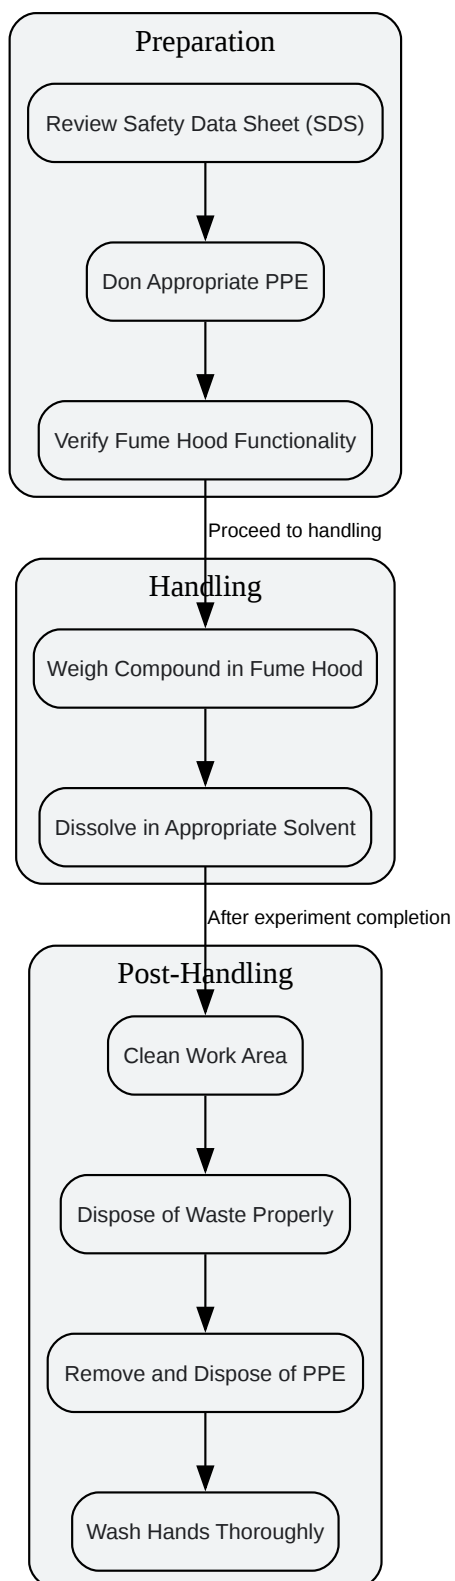 Preparation
Review Safety Data Sheet (SDS)
Don Appropriate PPE
Verify Fume Hood Functionality
Proceed to handling
Handling
Weigh Compound in Fume Hood
Dissolve in Appropriate Solvent
After experiment completion
Post-Handling
Clean Work Area
Dispose of Waste Properly
Remove and Dispose of PPE
Wash Hands Thoroughly